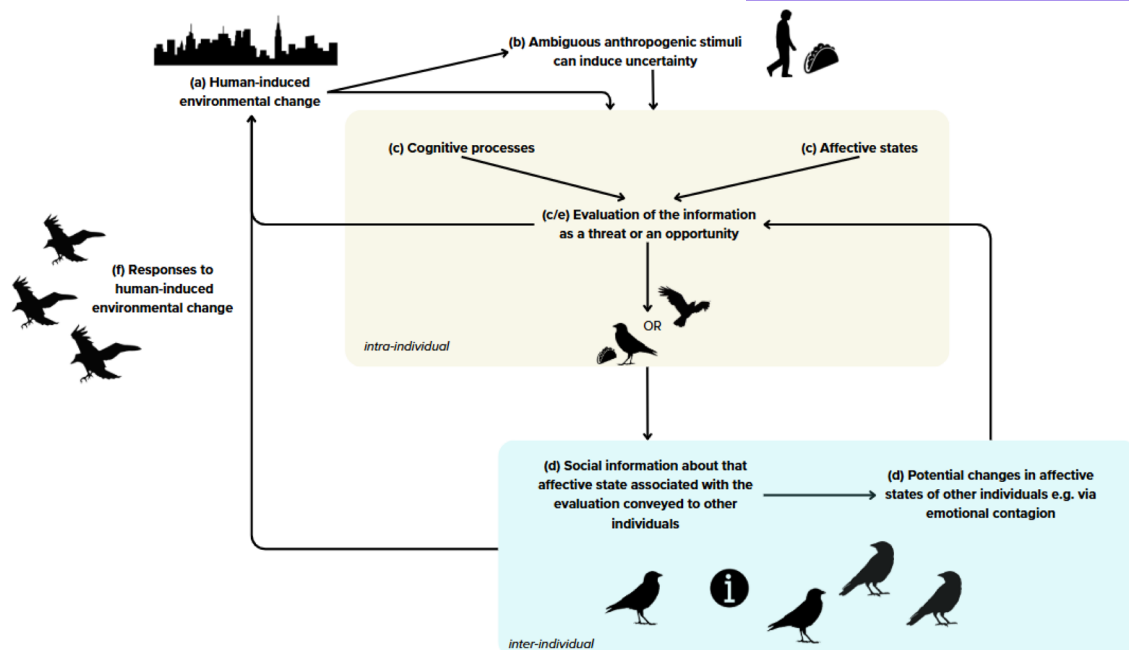 (b) Ambiguous anthropogenic stimuli
can induce uncertainty
(a) Human-induced
environmental change
(c) Cognitive processes
(c) Affective states
(c/e) Evaluation of the information
as a threat or an opportunity
(f) Responses to
human-induced
environmental change
OR
intra-individual
(d) Social information about that
affective state associated with the
evaluation conveyed to other
individuals
(d) Potential changes in affective
states of other individuals e.g. via
emotional contagion
i
inter-individual